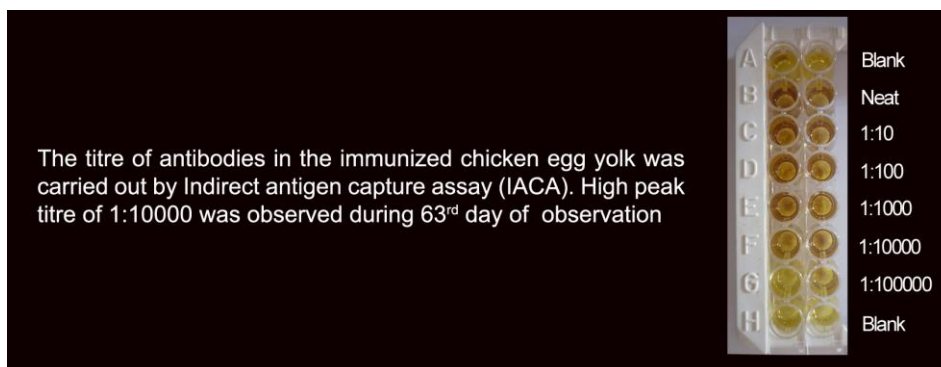 The titre of antibodies in the immunized chicken egg yolk was
carried out by Indirect antigen capture assay (IACA). High peak
titre of 1:10000 was observed during 63rd day of observation
A Blank
B Neat
C 1:10
D 1:100
E 1:1000
F 1:10000
G 1:100000
H Blank